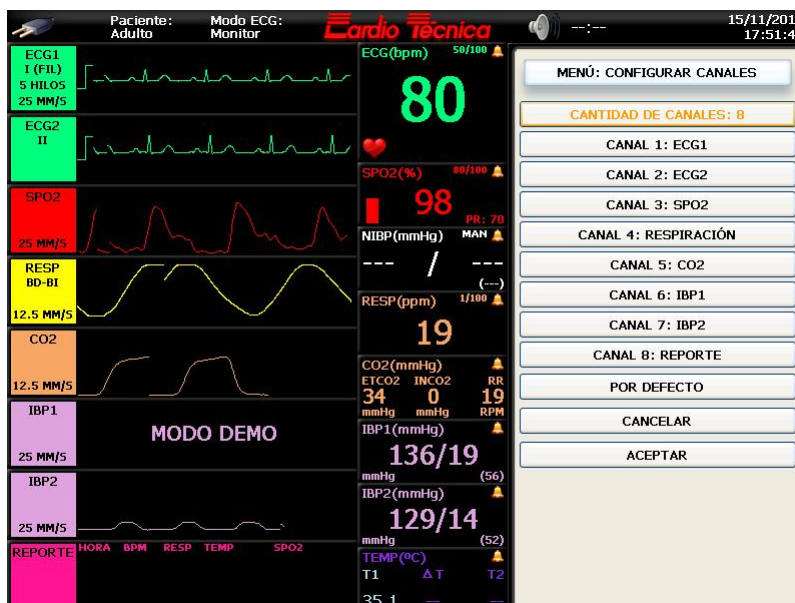 Paciente: Modo ECG: Cardio Técnica --:-- 15/11/201
Adulto Monitor 17:51:4
ECG1
I (FIL)
5 HILOS
25 MM/S
ECG2
II
SPO2
25 MM/S
RESP
BD-BI
12.5 MM/S
CO2
12.5 MM/S
IBP1
25 MM/S
MODO DEMO
IBP2
25 MM/S
REPORTE HORA BPM RESP TEMP SPO2
ECG(bpm) 50/100
80
SPO2(%) 80/100
98
PR: 70
NIBP(mmHg) MAN
--- / ---
(---)
RESP(ppm) 1/100
19
CO2(mmHg)
ETCO2 INCO2 RR
34 0 19
mmHg mmHg RPM
IBP1(mmHg)
136/19
mmHg (56)
IBP2(mmHg)
129/14
mmHg (52)
TEMP(ºC)
T1 ΔT T2
35.1 -- --
MENÚ: CONFIGURAR CANALES
CANTIDAD DE CANALES: 8
CANAL 1: ECG1
CANAL 2: ECG2
CANAL 3: SPO2
CANAL 4: RESPIRACIÓN
CANAL 5: CO2
CANAL 6: IBP1
CANAL 7: IBP2
CANAL 8: REPORTE
POR DEFECTO
CANCELAR
ACEPTAR